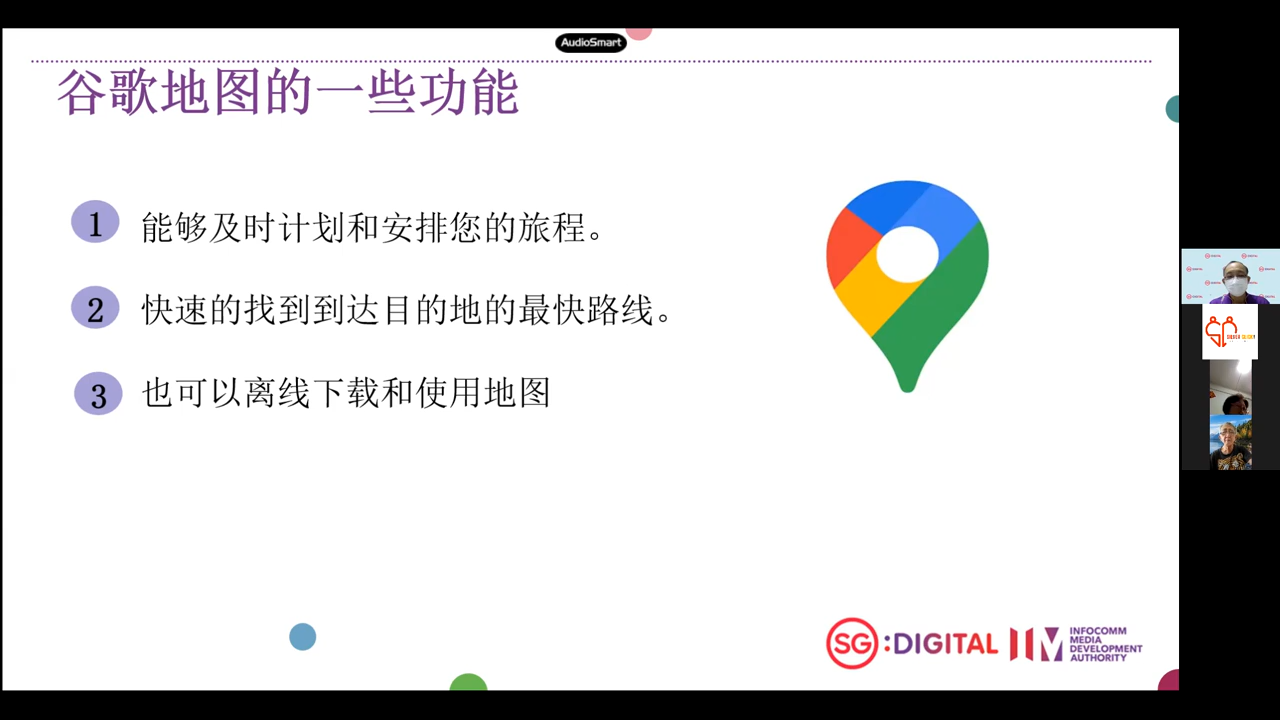 AudioSmart
谷歌地图的一些功能
1 能够及时计划和安排您的旅程。
2 快速的找到到达目的地的最快路线。
3 也可以离线下载和使用地图
SG:DIGITAL
INFOCOMM
MEDIA
DEVELOPMENT
AUTHORITY